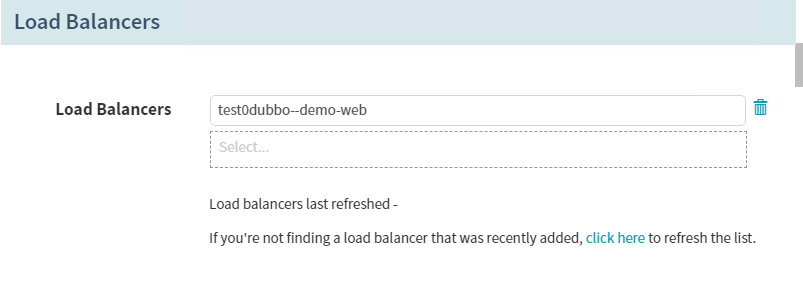 Load Balancers
Load Balancers
test0dubbo--demo-web
Select...
Load balancers last refreshed -
If you're not finding a load balancer that was recently added, click here to refresh the list.